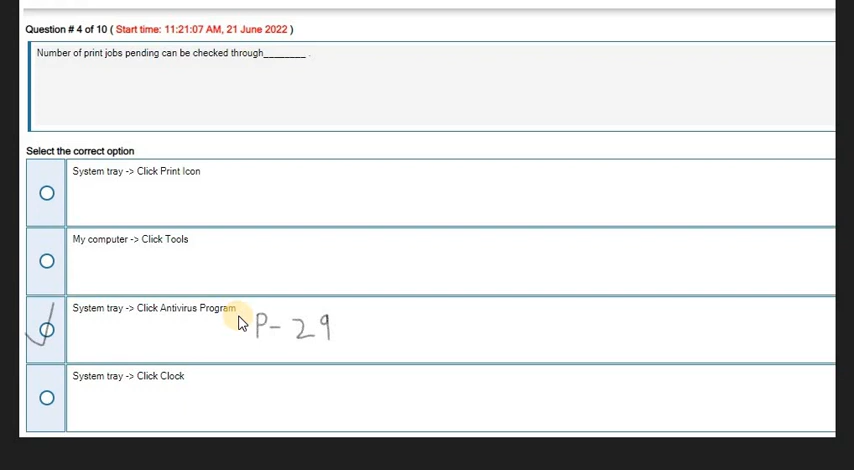 Question # 4 of 10 ( Start time: 11:21:07 AM, 21 June 2022 )
Number of print jobs pending can be checked through________ .
Select the correct option
System tray -> Click Print Icon
My computer -> Click Tools
System tray -> Click Antivirus Program
P- 29
System tray -> Click Clock